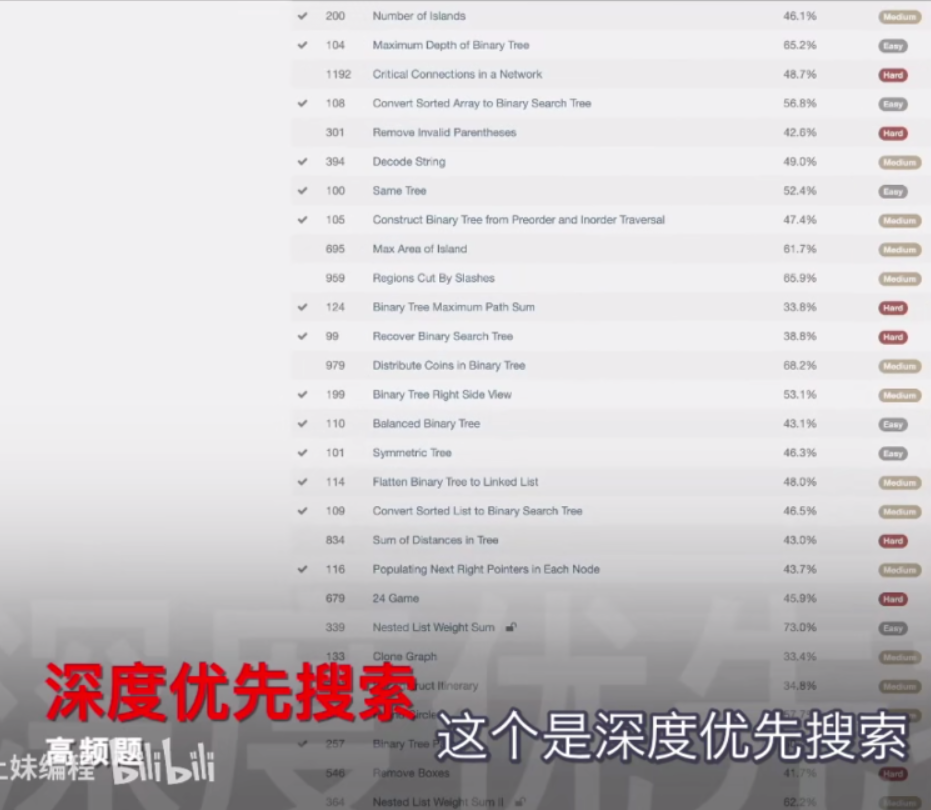 ✓ 200 Number of Islands 46.1% Medium
✓ 104 Maximum Depth of Binary Tree 65.2% Easy
1192 Critical Connections in a Network 48.7% Hard
✓ 108 Convert Sorted Array to Binary Search Tree 56.8% Easy
301 Remove Invalid Parentheses 42.6% Hard
✓ 394 Decode String 49.0% Medium
✓ 100 Same Tree 52.4% Easy
✓ 105 Construct Binary Tree from Preorder and Inorder Traversal 47.4% Medium
695 Max Area of Island 61.7% Medium
959 Regions Cut By Slashes 65.9% Medium
✓ 124 Binary Tree Maximum Path Sum 33.8% Hard
✓ 99 Recover Binary Search Tree 38.8% Hard
979 Distribute Coins in Binary Tree 68.2% Medium
✓ 199 Binary Tree Right Side View 53.1% Medium
✓ 110 Balanced Binary Tree 43.1% Easy
✓ 101 Symmetric Tree 46.3% Easy
✓ 114 Flatten Binary Tree to Linked List 48.0% Medium
✓ 109 Convert Sorted List to Binary Search Tree 46.5% Medium
834 Sum of Distances in Tree 43.0% Hard
✓ 116 Populating Next Right Pointers in Each Node 43.7% Medium
679 24 Game 45.9% Hard
339 Nested List Weight Sum 73.0% Easy
133 Clone Graph 33.4% Medium
Itinerary 34.8% Medium
深度优先搜索
这个是深度优先搜索
✓ 257 Binary Tree
高频题
妹编程 bilibili
546 Remove Boxes 41.7% Hard
364 Nested List Weight Sum II 62.2% Medium